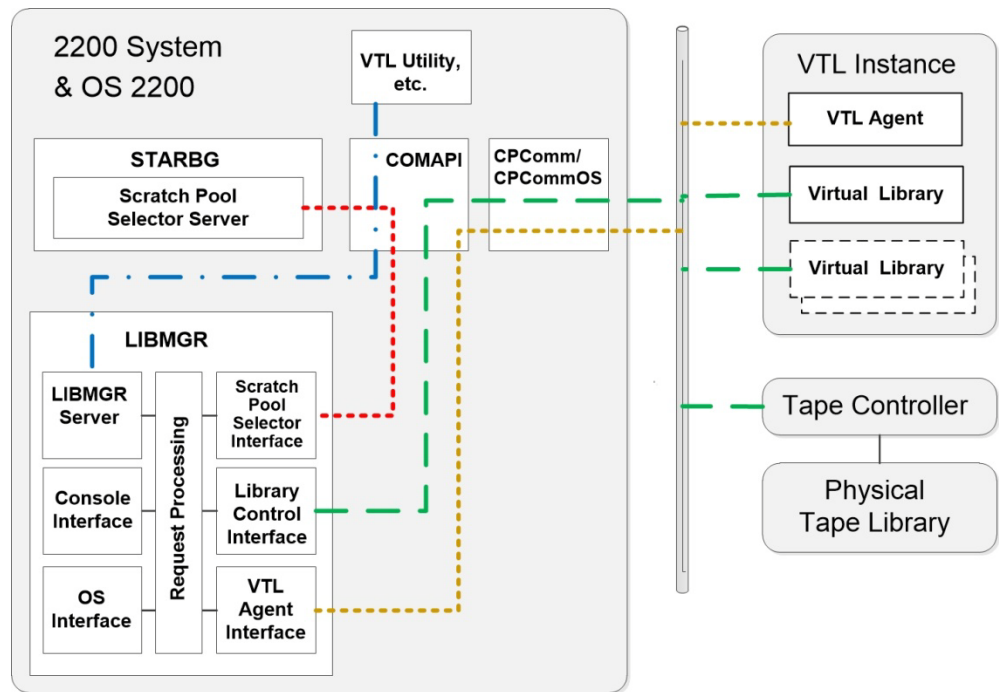 2200 System
& OS 2200
VTL Utility,
etc.
STARBG
Scratch Pool
Selector Server
COMAPI
CPComm/
CPCommOS
LIBMGR
LIBMGR
Server
Console
Interface
OS
Interface
Request Processing
Scratch
Pool
Selector
Interface
Library
Control
Interface
VTL
Agent
Interface
VTL Instance
VTL Agent
Virtual Library
Virtual Library
Tape Controller
Physical
Tape Library